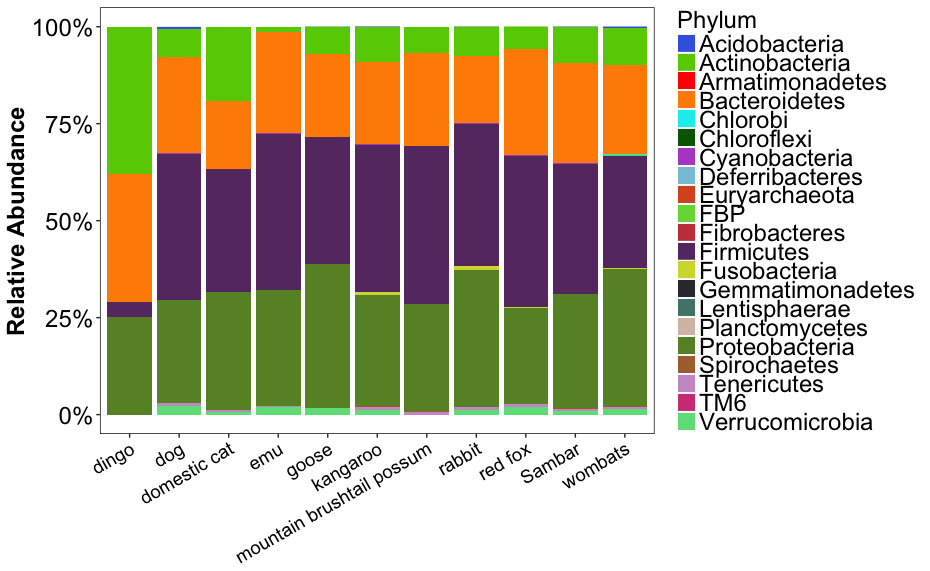 Relative Abundance
100%
75%
50%
25%
0%
dingo
dog
domestic cat
emu
goose
kangaroo
mountain brushtail possum
rabbit
red fox
Sambar
wombats
Phylum
Acidobacteria
Actinobacteria
Armatimonadetes
Bacteroidetes
Chlorobi
Chloroflexi
Cyanobacteria
Deferribacteres
Euryarchaeota
FBP
Fibrobacteres
Firmicutes
Fusobacteria
Gemmatimonadetes
Lentisphaerae
Planctomycetes
Proteobacteria
Spirochaetes
Tenericutes
TM6
Verrucomicrobia